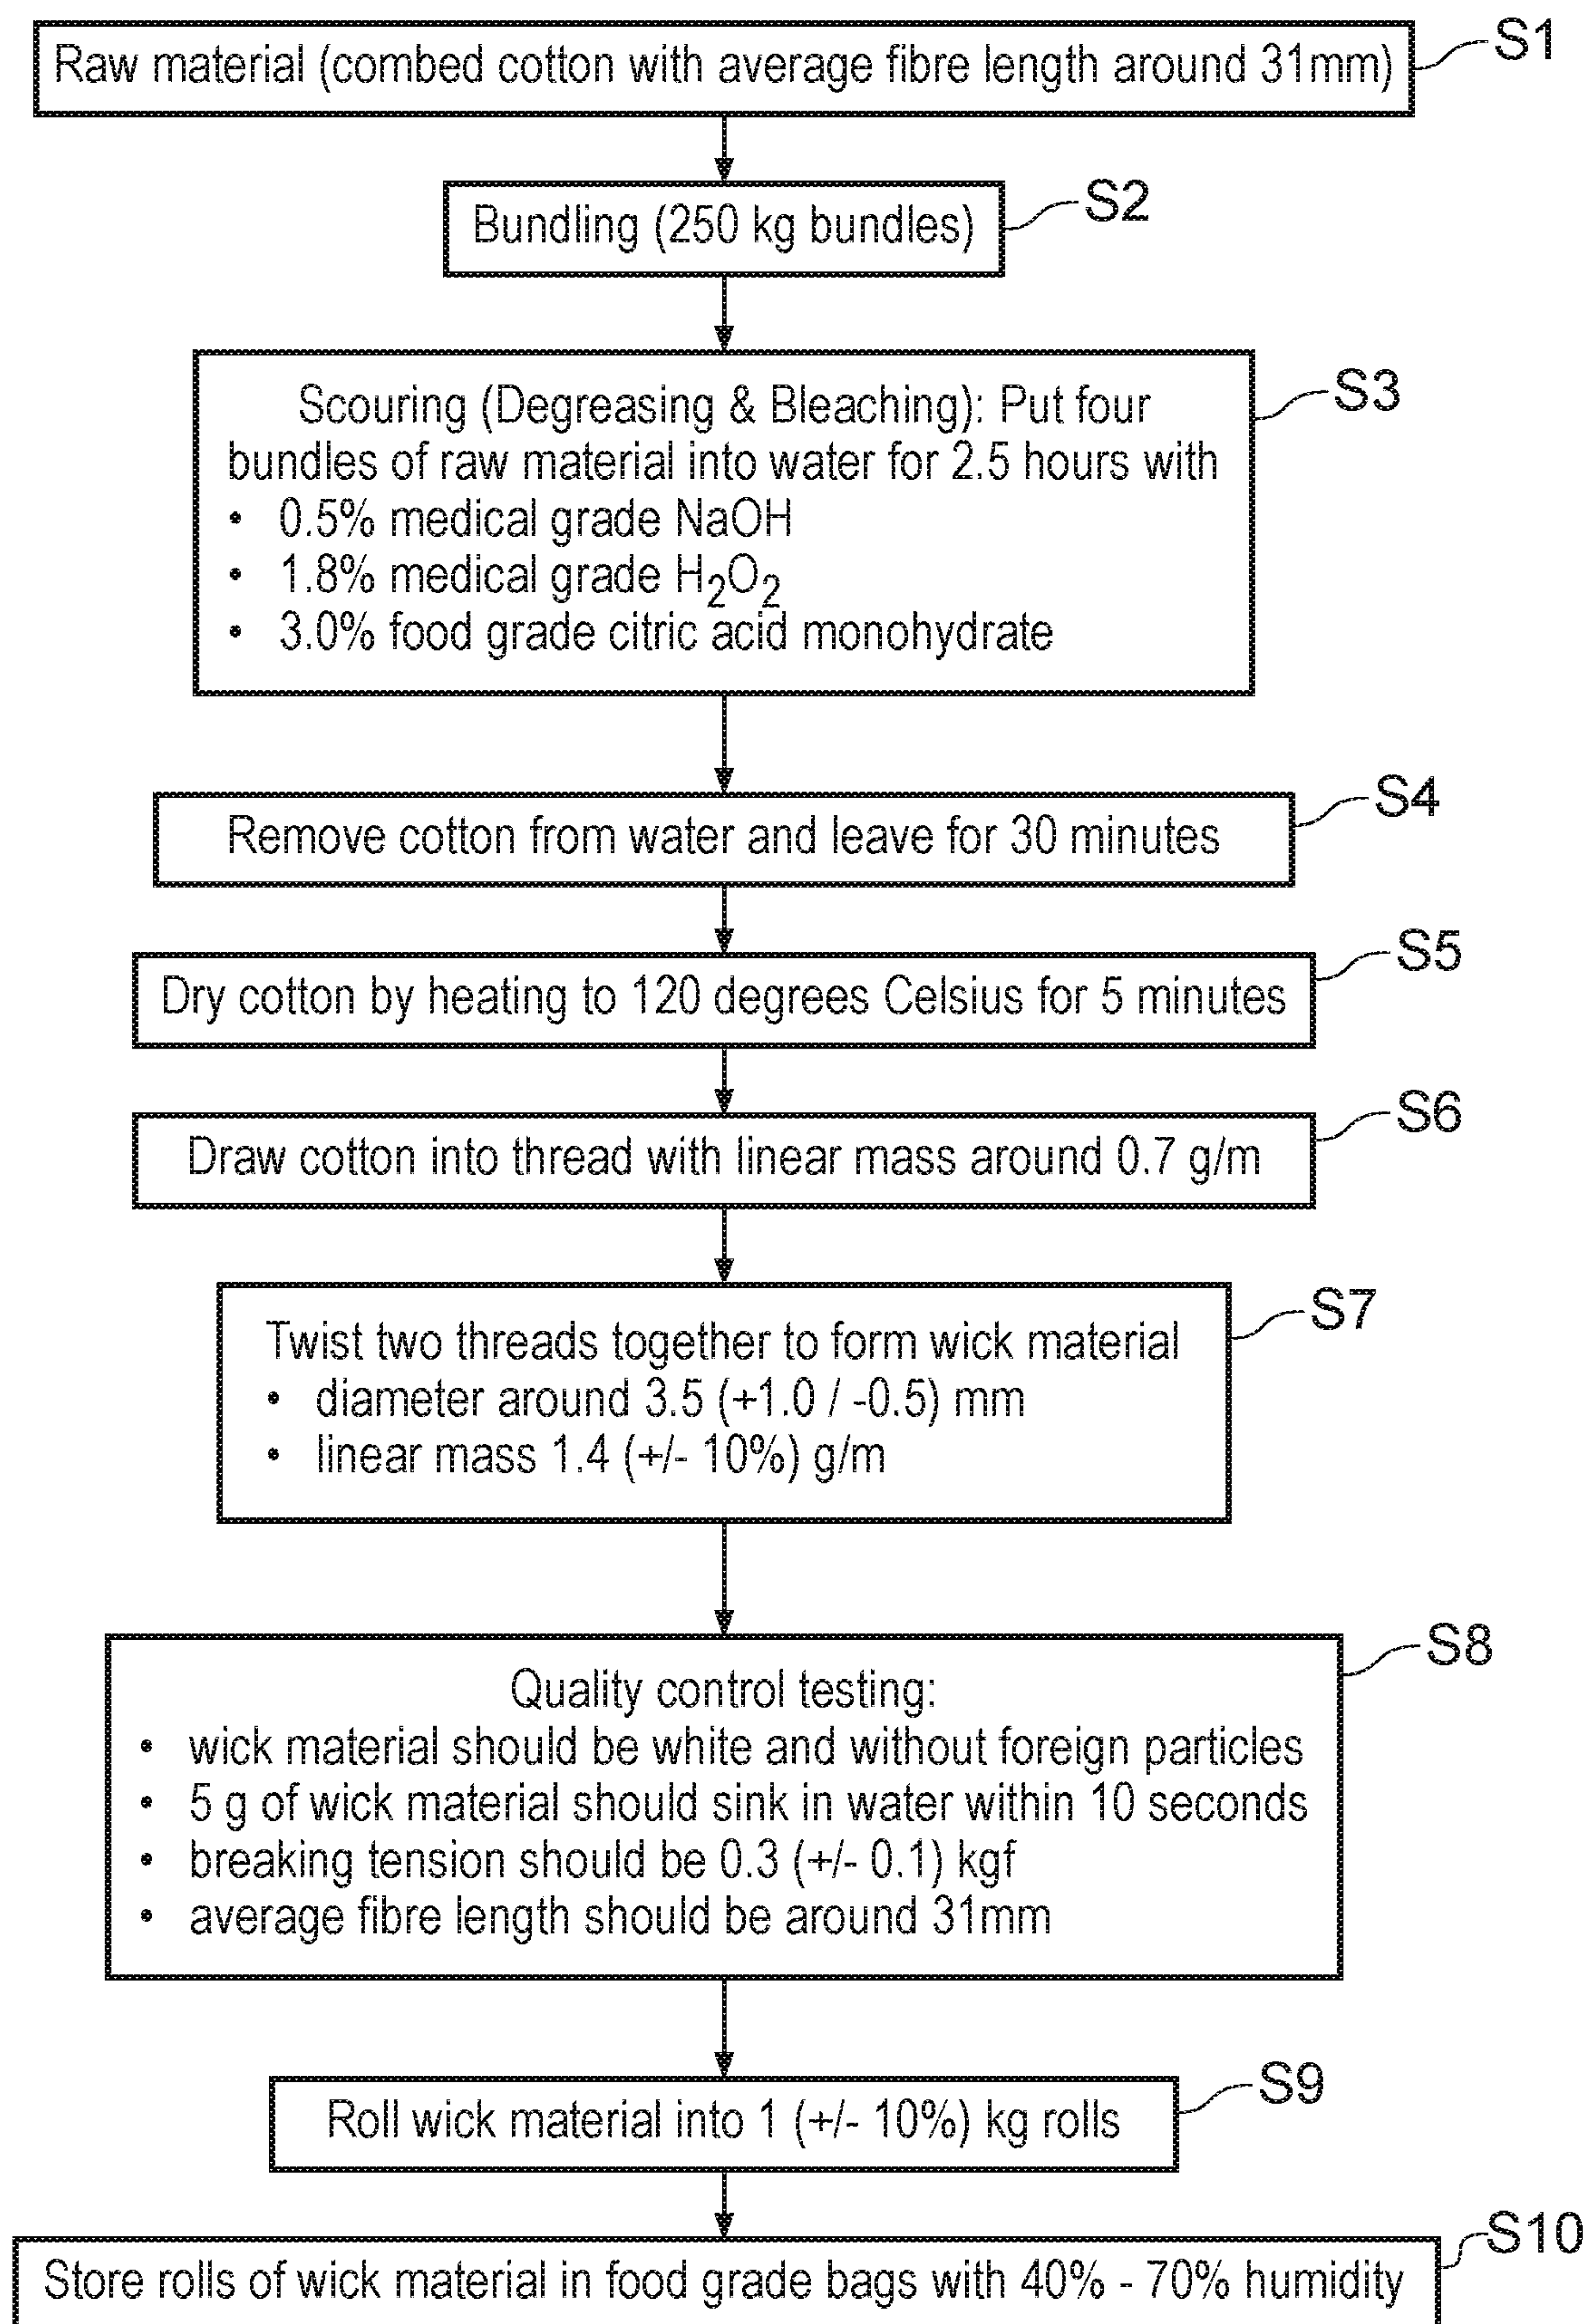 Raw material (combed cotton with average fibre length around 31mm)
S1
Bundling (250 kg bundles)
S2
Scouring (Degreasing & Bleaching): Put four
bundles of raw material into water for 2.5 hours with
• 0.5% medical grade NaOH
• 1.8% medical grade H₂O₂
• 3.0% food grade citric acid monohydrate
S3
Remove cotton from water and leave for 30 minutes
S4
Dry cotton by heating to 120 degrees Celsius for 5 minutes
S5
Draw cotton into thread with linear mass around 0.7 g/m
S6
Twist two threads together to form wick material
• diameter around 3.5 (+1.0 / -0.5) mm
• linear mass 1.4 (+/- 10%) g/m
S7
Quality control testing:
• wick material should be white and without foreign particles
• 5 g of wick material should sink in water within 10 seconds
• breaking tension should be 0.3 (+/- 0.1) kgf
• average fibre length should be around 31mm
S8
Roll wick material into 1 (+/- 10%) kg rolls
S9
Store rolls of wick material in food grade bags with 40% - 70% humidity
S10